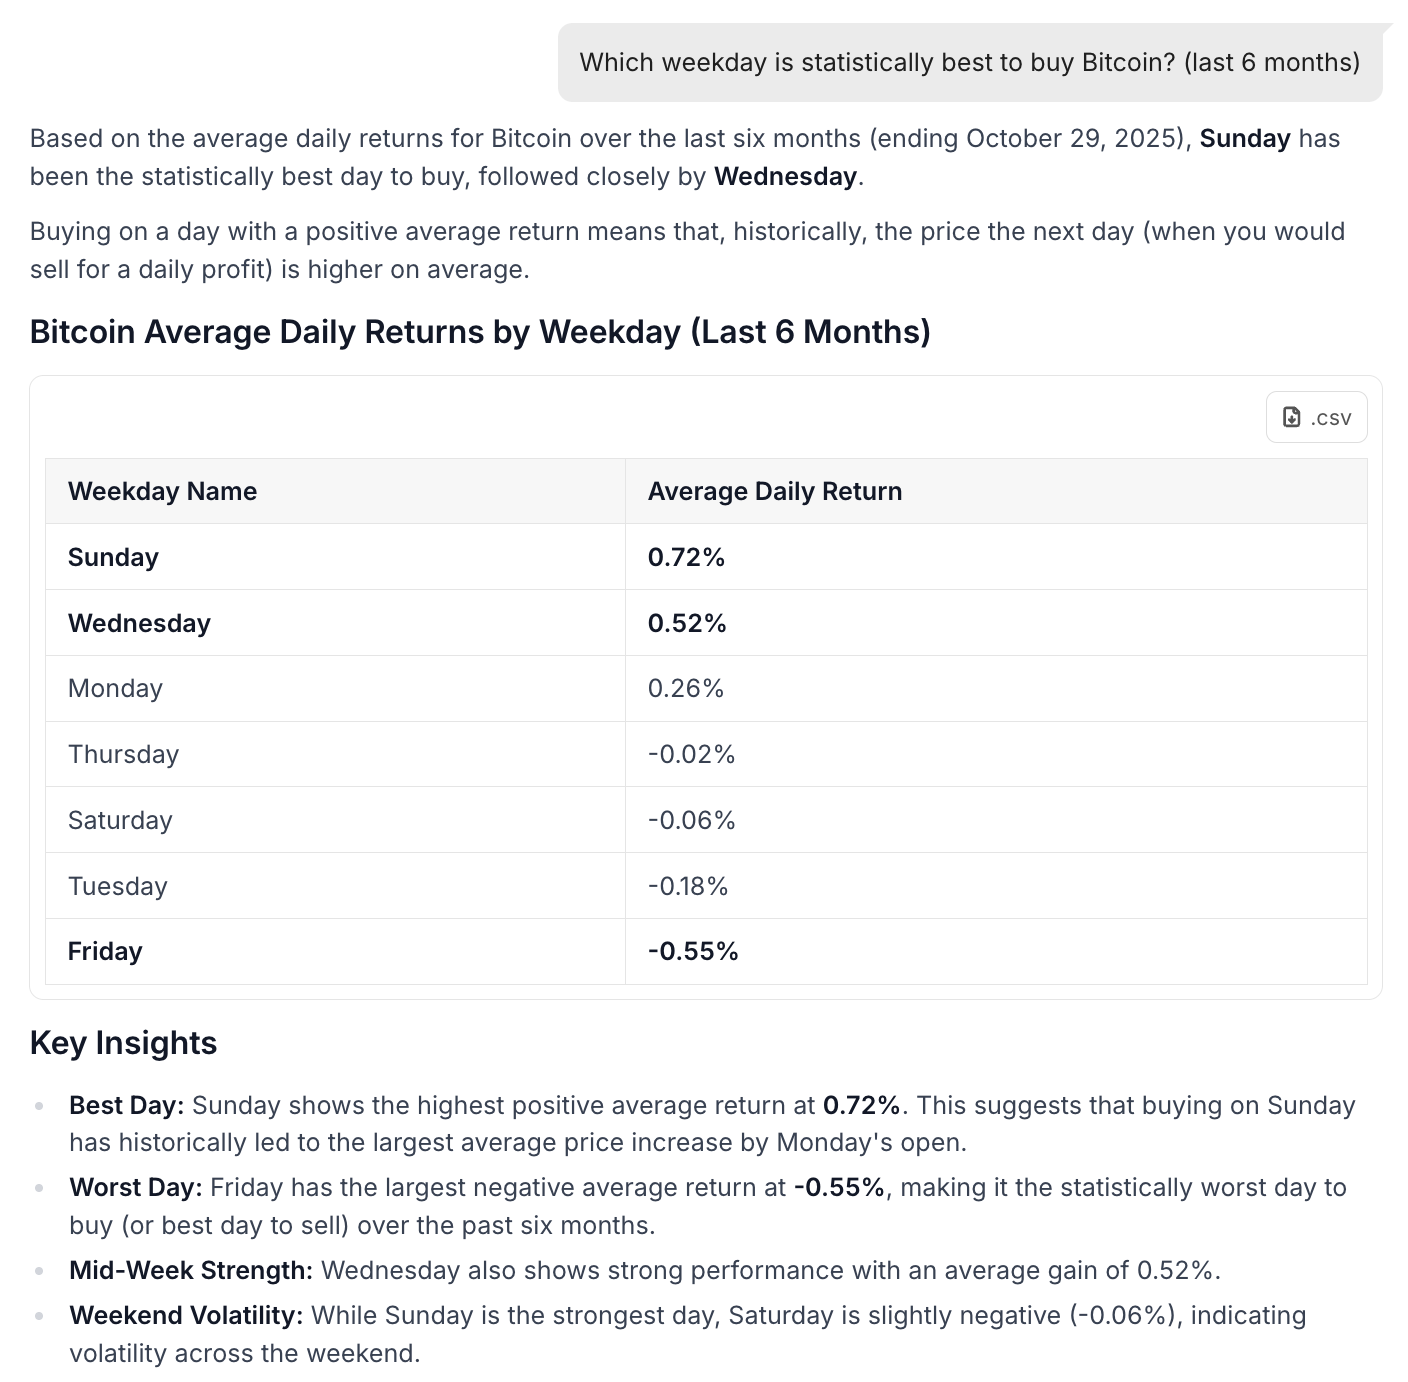 Which weekday is statistically best to buy Bitcoin? (last 6 months)
Based on the average daily returns for Bitcoin over the last six months (ending October 29, 2025), Sunday has
been the statistically best day to buy, followed closely by Wednesday.
Buying on a day with a positive average return means that, historically, the price the next day (when you would
sell for a daily profit) is higher on average.
Bitcoin Average Daily Returns by Weekday (Last 6 Months)
.csv
Weekday Name Average Daily Return
Sunday 0.72%
Wednesday 0.52%
Monday 0.26%
Thursday -0.02%
Saturday -0.06%
Tuesday -0.18%
Friday -0.55%
Key Insights
Best Day: Sunday shows the highest positive average return at 0.72%. This suggests that buying on Sunday
has historically led to the largest average price increase by Monday's open.
Worst Day: Friday has the largest negative average return at -0.55%, making it the statistically worst day to
buy (or best day to sell) over the past six months.
Mid-Week Strength: Wednesday also shows strong performance with an average gain of 0.52%.
Weekend Volatility: While Sunday is the strongest day, Saturday is slightly negative (-0.06%), indicating
volatility across the weekend.